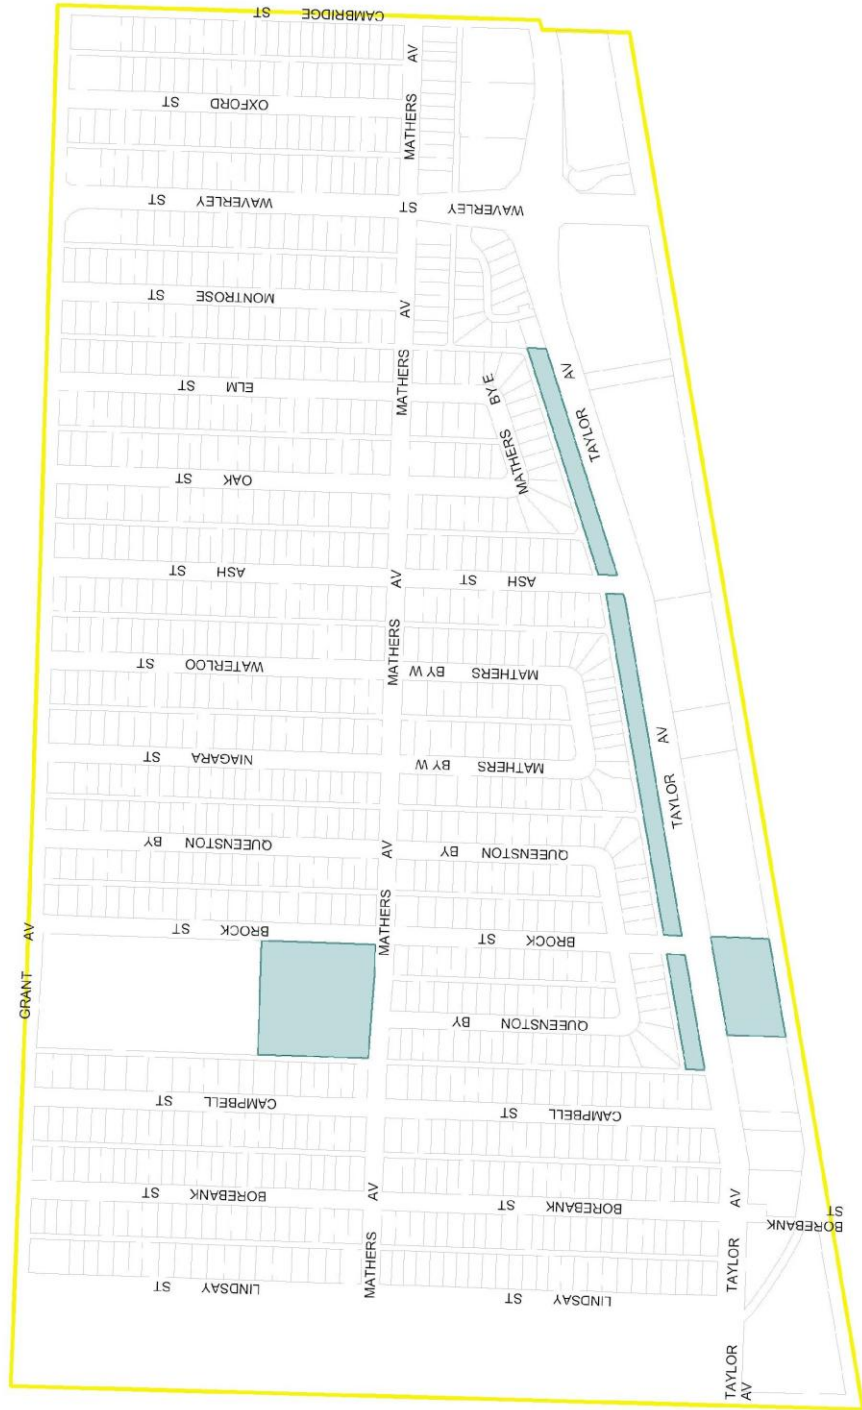 CAMBRIDGE ST
AV
MATHERS
OXFORD ST
WAVERLEY ST
WAVERLEY ST
MONTROSE ST
AV
MATHERS
ELM ST
MATHERS BY E
AV
TAYLOR
OAK ST
ASH ST
AV
MATHERS
ASH ST
WATERLOO ST
MATHERS BY W
NIAGARA ST
MATHERS BY W
AV
TAYLOR
QUEENSTON BY
AV
MATHERS
QUEENSTON BY
BROCK ST
BROCK ST
GRANT AV
QUEENSTON BY
CAMPBELL ST
CAMPBELL ST
BOREBANK ST
AV
MATHERS
BOREBANK ST
AV
TAYLOR
BOREBANK
ST
LINDSAY ST
LINDSAY ST
TAYLOR
AV